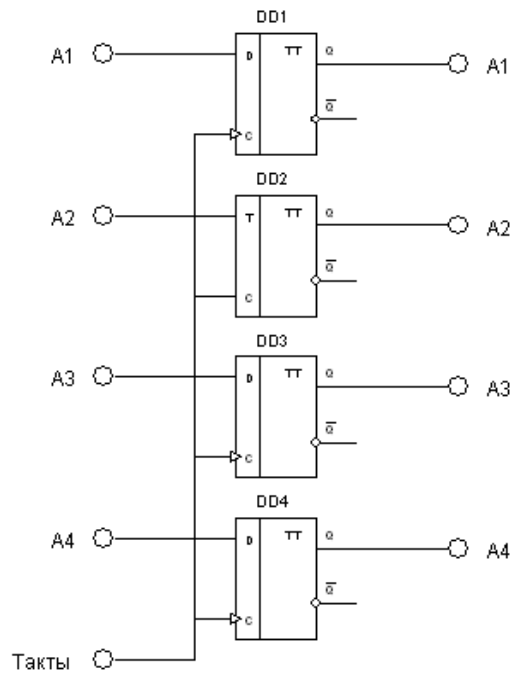 DD1
A1 D TT Q A1
Q
C
DD2
A2 T TT Q A2
Q
C
DD3
A3 D TT Q A3
Q
C
DD4
A4 D TT Q A4
Q
C
Такты